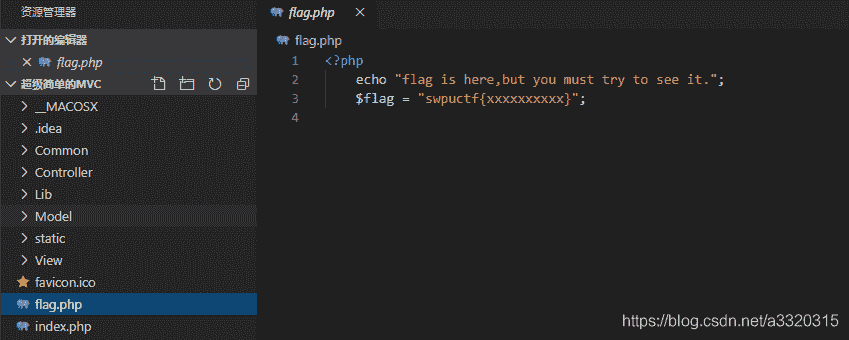 资源管理器
打开的编辑器
flag.php
超级简单的MVC
__MACOSX
.idea
Common
Controller
Lib
Model
static
View
favicon.ico
flag.php
index.php
flag.php
flag.php
1 <?php
2 echo "flag is here,but you must try to see it.";
3 $flag = "swpuctf{xxxxxxxxxx}";
4
https://blog.csdn.net/a3320315